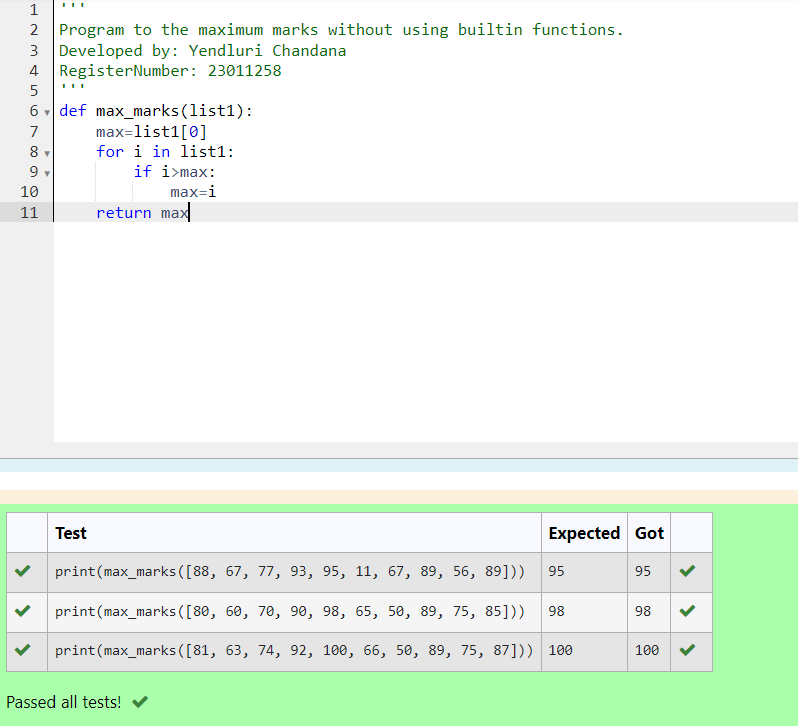 1 '''
2 Program to the maximum marks without using builtin functions.
3 Developed by: Yendluri Chandana
4 RegisterNumber: 23011258
5 '''
6 def max_marks(list1):
7     max=list1[0]
8     for i in list1:
9         if i>max:
10             max=i
11     return max
Test Expected Got
print(max_marks([88, 67, 77, 93, 95, 11, 67, 89, 56, 89])) 95 95
print(max_marks([80, 60, 70, 90, 98, 65, 50, 89, 75, 85])) 98 98
print(max_marks([81, 63, 74, 92, 100, 66, 50, 89, 75, 87])) 100 100
Passed all tests!